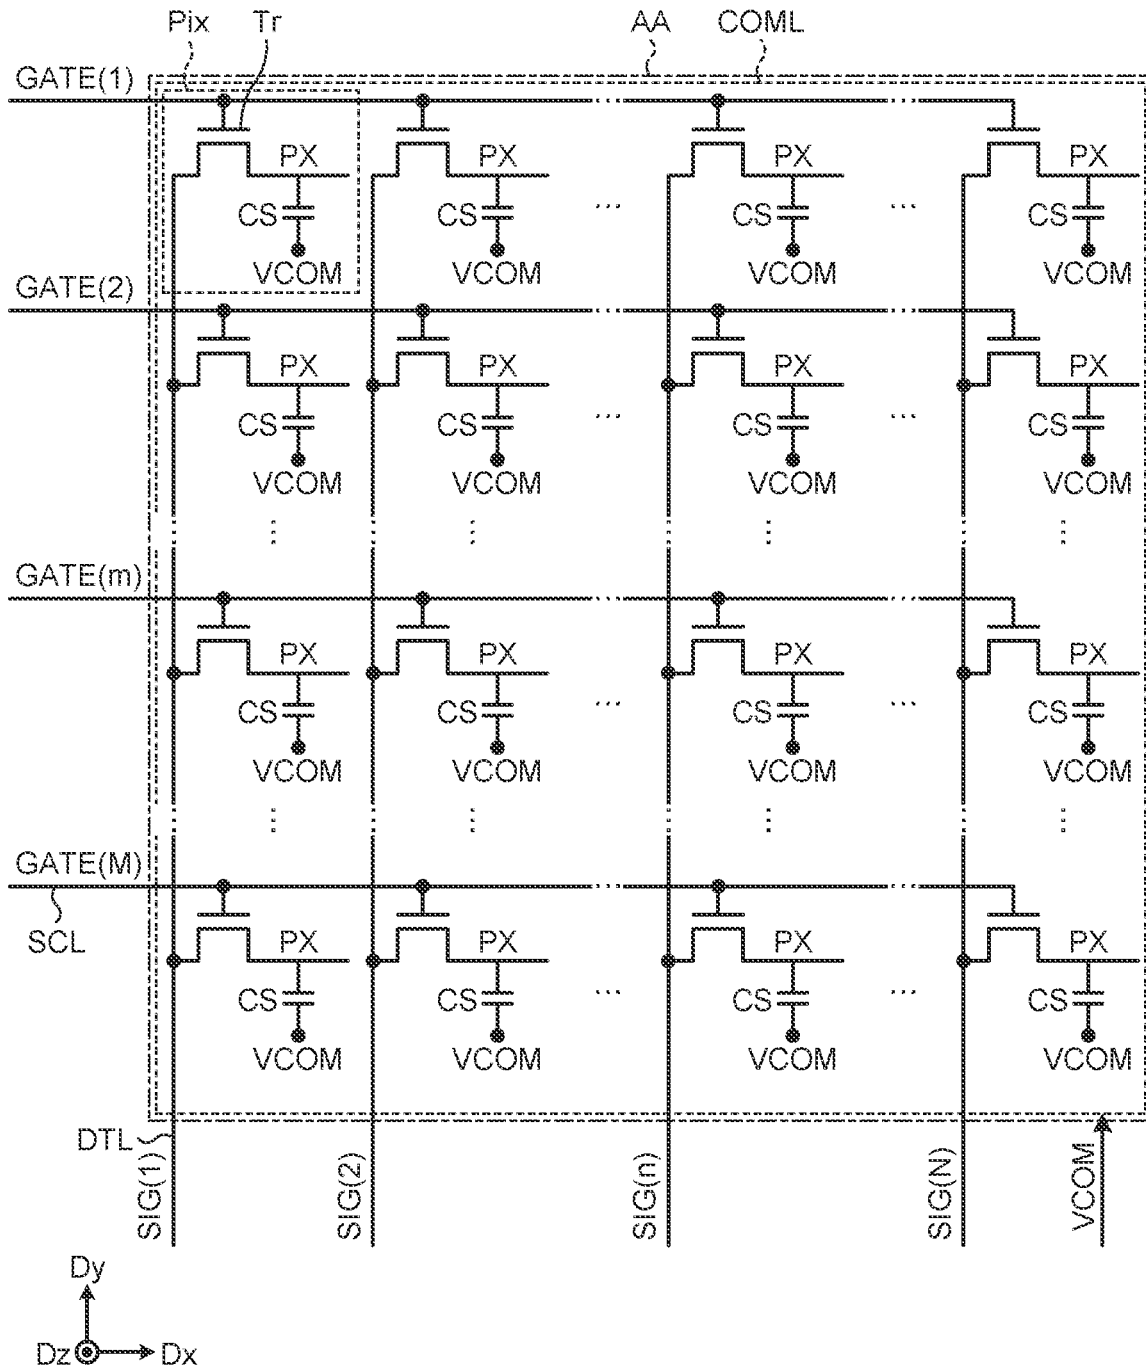 Pix Tr AA COML
GATE(1)
PX PX PX PX
CS CS CS CS
VCOM VCOM VCOM VCOM
GATE(2)
PX PX PX PX
CS CS CS CS
VCOM VCOM VCOM VCOM
GATE(m)
PX PX PX PX
CS CS CS CS
VCOM VCOM VCOM VCOM
GATE(M)
SCL
PX PX PX PX
CS CS CS CS
VCOM VCOM VCOM VCOM
DTL
SIG(1) SIG(2) SIG(n) SIG(N) VCOM
Dy
Dz Dx